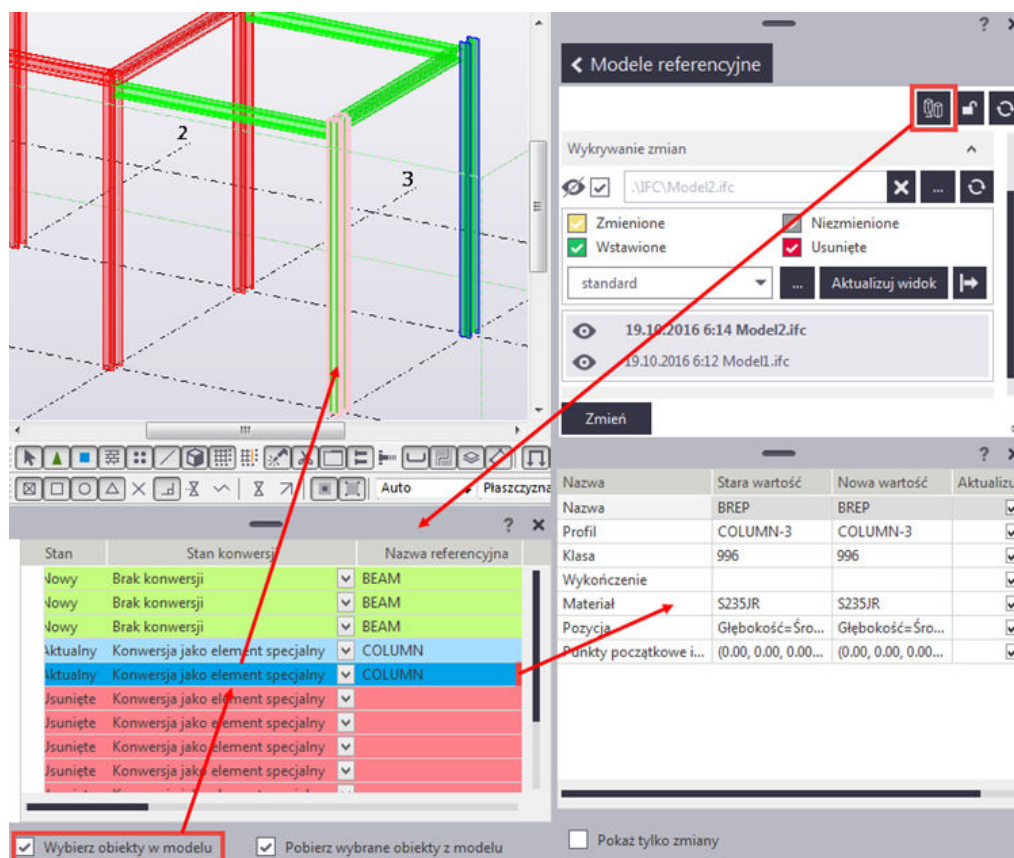 2
3
Modele referencyjne
Wykrywanie zmian
.\IFC\Model2.ifc
...
Zmienione
Niezmienione
Wstawione
Usunięte
standard
...
Aktualizuj widok
19.10.2016 6:14 Model2.ifc
19.10.2016 6:12 Model1.ifc
Zmień
Auto
Płaszczyzna
?
Stan Stan konwersji Nazwa referencyjna
Nowy Brak konwersji BEAM
Nowy Brak konwersji BEAM
Nowy Brak konwersji BEAM
Aktualny Konwersja jako element specjalny COLUMN
Aktualny Konwersja jako element specjalny COLUMN
Usunięte Konwersja jako element specjalny
Usunięte Konwersja jako element specjalny
Usunięte Konwersja jako element specjalny
Usunięte Konwersja jako element specjalny
Wybierz obiekty w modelu
Pobierz wybrane obiekty z modelu
?
Nazwa Stara wartość Nowa wartość Aktualizu
Nazwa BREP BREP
Profil COLUMN-3 COLUMN-3
Klasa 996 996
Wykończenie
Materiał S235JR S235JR
Pozycja Głębokość=Śro... Głębokość=Śro...
Punkty początkowe i... (0.00, 0.00, 0.00... (0.00, 0.00, 0.00...
Pokaż tylko zmiany